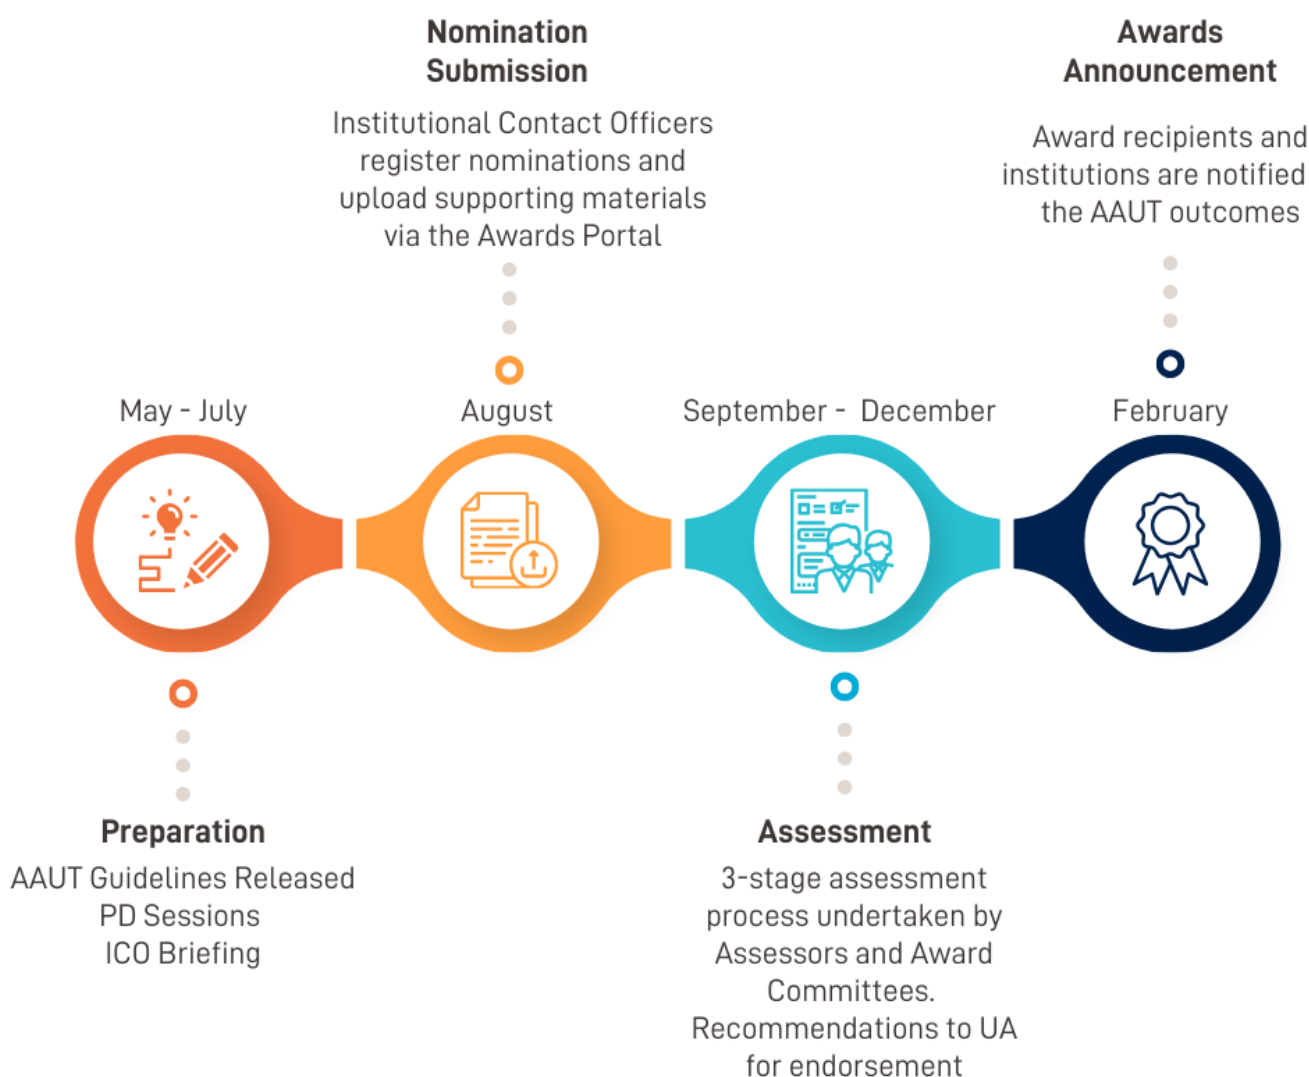 Nomination
Submission
Institutional Contact Officers
register nominations and
upload supporting materials
via the Awards Portal
Awards
Announcement
Award recipients and
institutions are notified
the AAUT outcomes
May - July
August
September - December
February
Preparation
AAUT Guidelines Released
PD Sessions
ICO Briefing
Assessment
3-stage assessment
process undertaken by
Assessors and Award
Committees.
Recommendations to UA
for endorsement